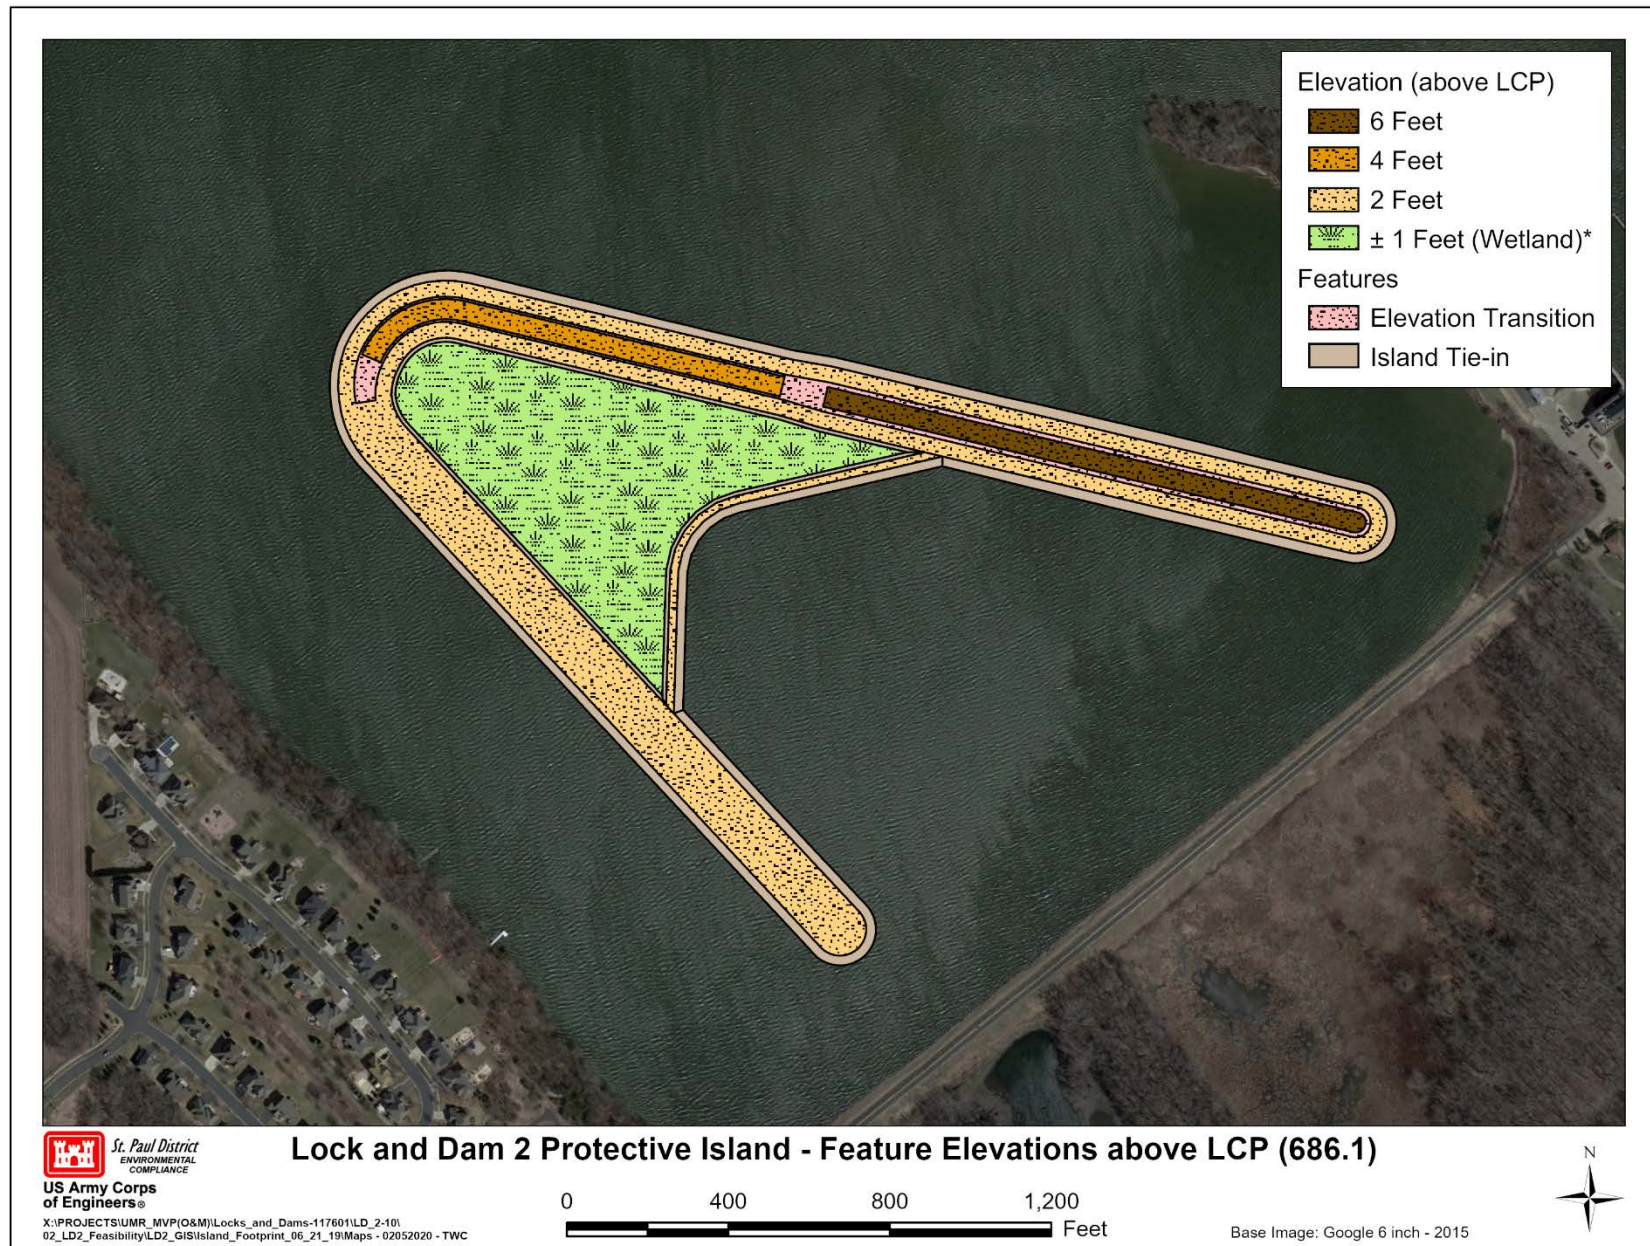 Elevation (above LCP)
6 Feet
4 Feet
2 Feet
± 1 Feet (Wetland)*
Features
Elevation Transition
Island Tie-in
St. Paul District
ENVIRONMENTAL
COMPLIANCE
US Army Corps
of Engineers®
X:\PROJECTS\UMR_MVP(O&M)\Locks_and_Dams-117601\LD_2-10\
02_LD2_Feasibility\LD2_GIS\Island_Footprint_06_21_19\Maps - 02052020 - TWC
Lock and Dam 2 Protective Island - Feature Elevations above LCP (686.1)
0 400 800 1,200
Feet
Base Image: Google 6 inch - 2015
N